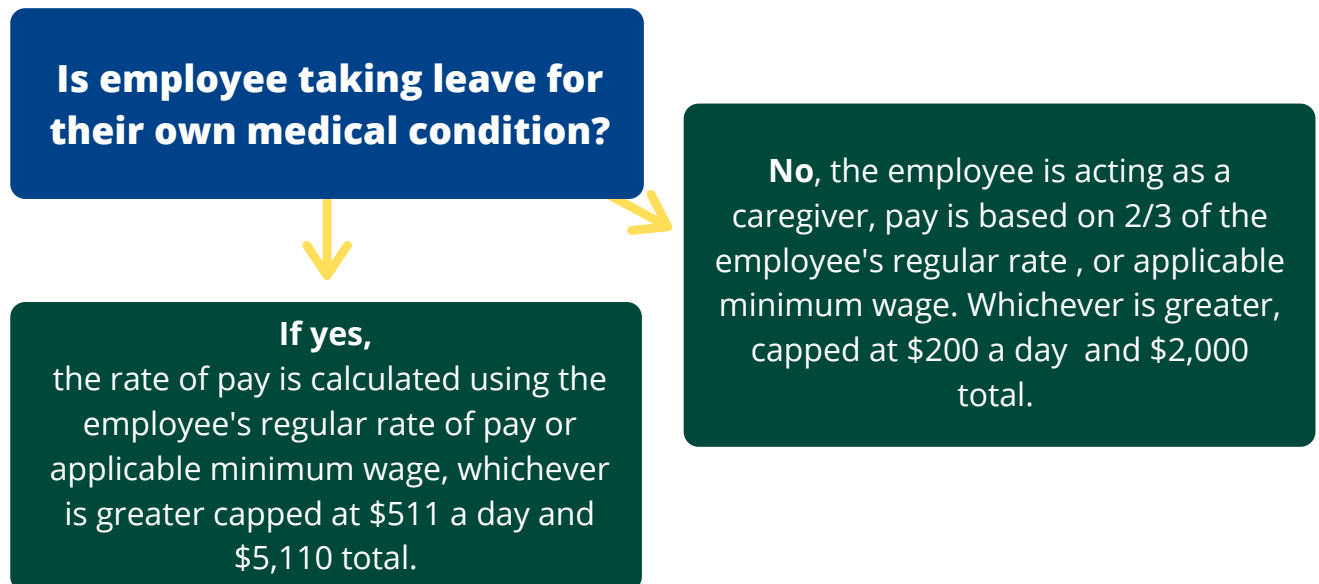 Is employee taking leave for
their own medical condition?
No, the employee is acting as a
caregiver, pay is based on 2/3 of the
employee's regular rate , or applicable
minimum wage. Whichever is greater,
capped at $200 a day  and $2,000
total.
If yes,
the rate of pay is calculated using the
employee's regular rate of pay or
applicable minimum wage, whichever
is greater capped at $511 a day and
$5,110 total.